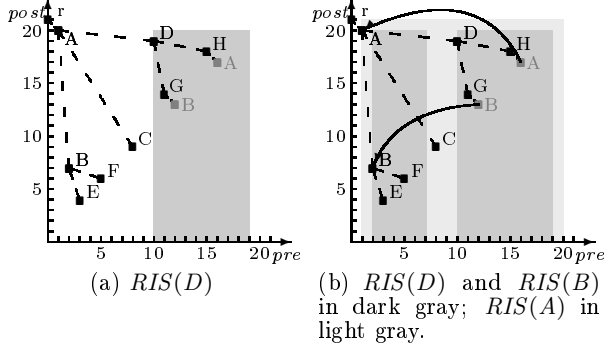 post r
20
A
D
H
A
15
G
B
10
C
B
F
5
E
5 10 15 20 pre
(a) RIS(D)
post r
20
A
D
H
A
15
G
B
10
C
B
F
5
E
5 10 15 20 pre
(b) RIS(D) and RIS(B)
in dark gray; RIS(A) in
light gray.